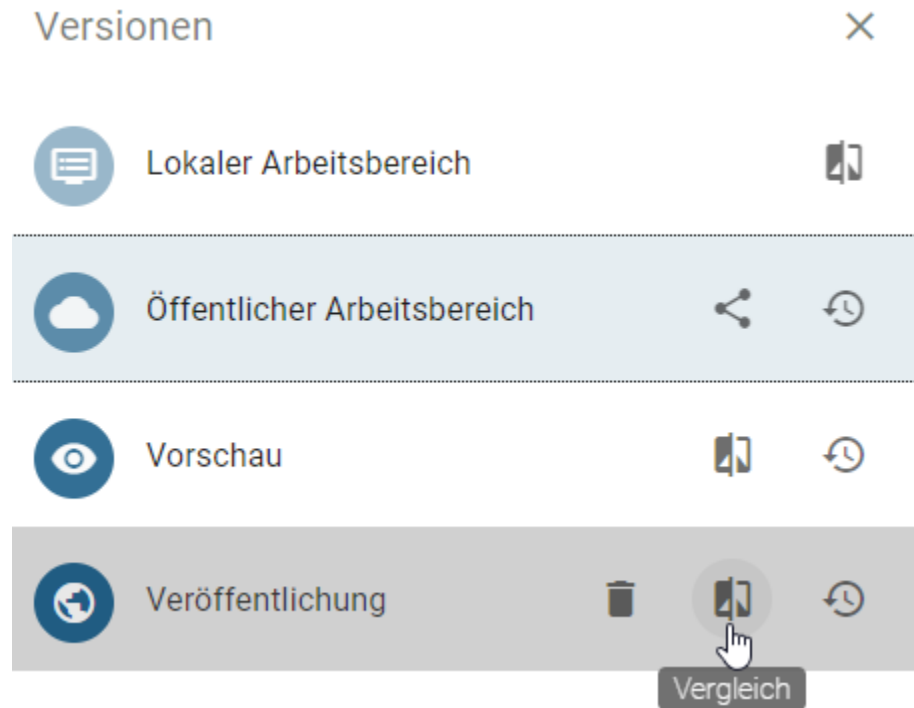 Versionen
Lokaler Arbeitsbereich
Öffentlicher Arbeitsbereich
Vorschau
Veröffentlichung
Vergleich